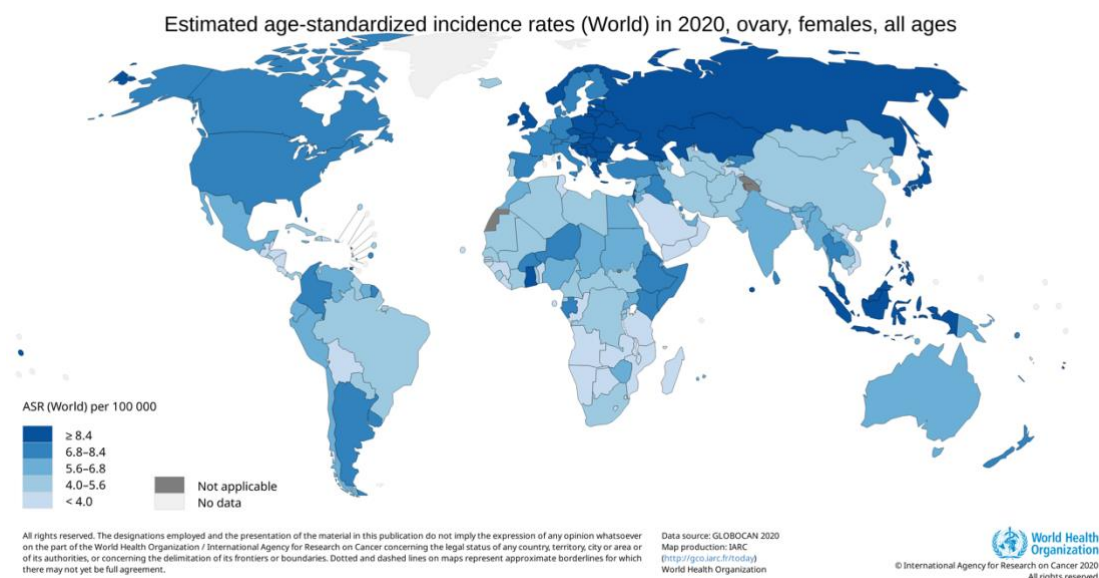 Estimated age-standardized incidence rates (World) in 2020, ovary, females, all ages
ASR (World) per 100 000
≥ 8.4
6.8–8.4
5.6–6.8
4.0–5.6
< 4.0
Not applicable
No data
All rights reserved. The designations employed and the presentation of the material in this publication do not imply the expression of any opinion whatsoever
on the part of the World Health Organization / International Agency for Research on Cancer concerning the legal status of any country, territory, city or area or
of its authorities, or concerning the delimitation of its frontiers or boundaries. Dotted and dashed lines on maps represent approximate borderlines for which
there may not yet be full agreement.
Data source: GLOBOCAN 2020
Map production: IARC
(http://gco.iarc.fr/today)
World Health Organization
World Health
Organization
© International Agency for Research on Cancer 2020
All rights reserved